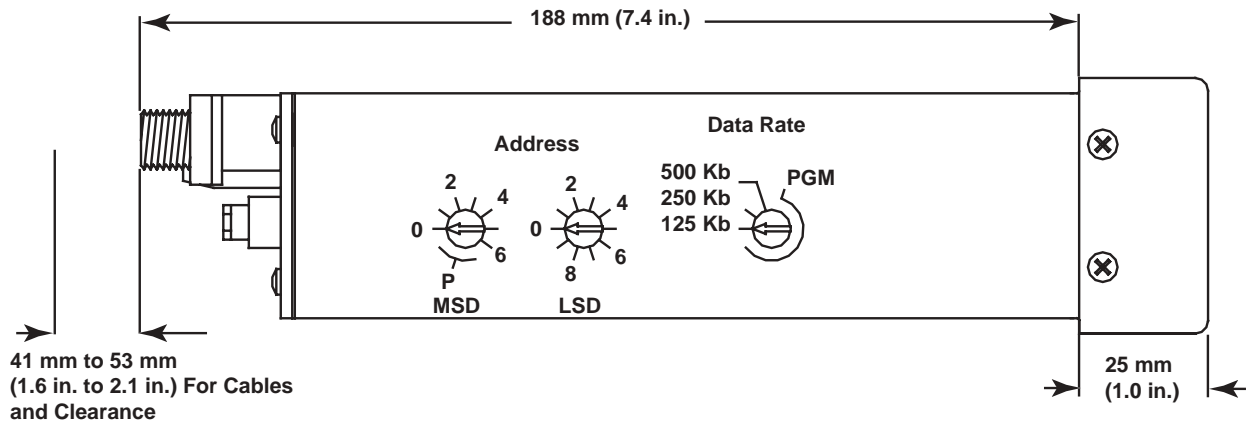 188 mm (7.4 in.)
Data Rate
Address
500 Kb
250 Kb
125 Kb
PGM
2
4
0
6
P
MSD
2
4
0
6
8
LSD
41 mm to 53 mm
(1.6 in. to 2.1 in.) For Cables
and Clearance
25 mm
(1.0 in.)